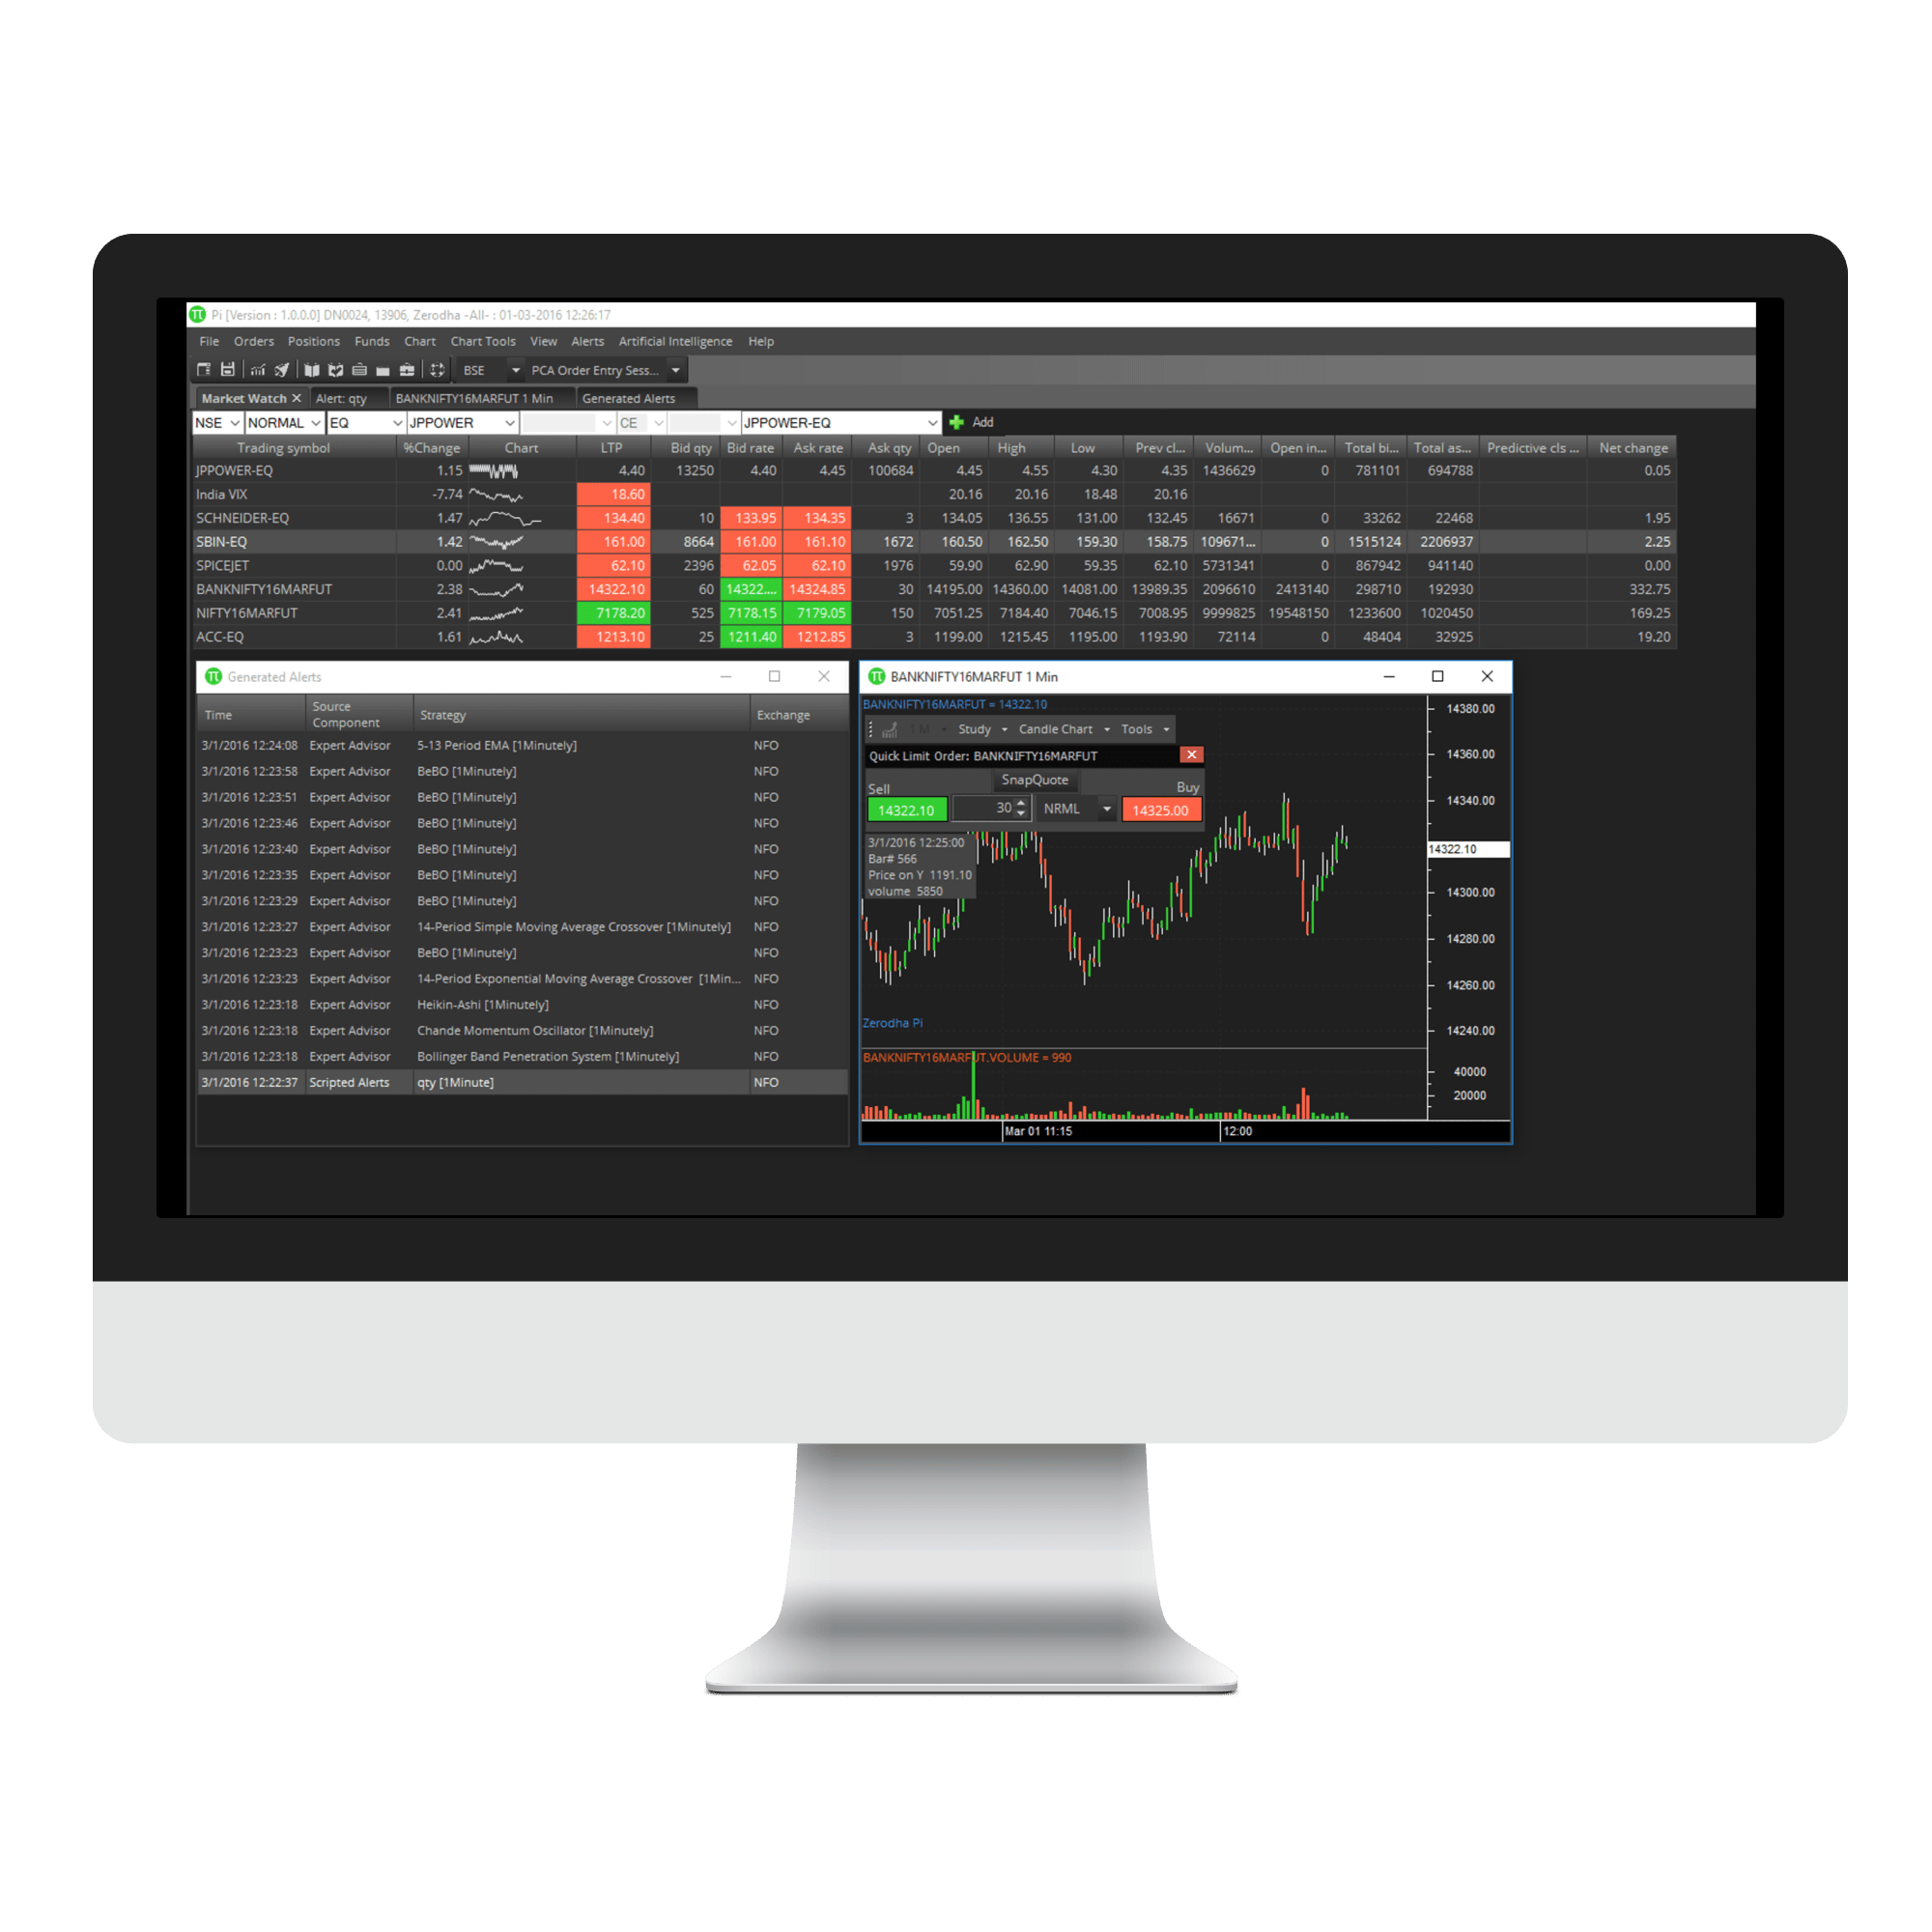 Pi [Version : 1.0.0.0] DN0024, 13906, Zerodha -All- : 01-03-2016 12:26:17
File Orders Positions Funds Chart Chart Tools View Alerts Artificial Intelligence Help
BSE PCA Order Entry Sess...
Market Watch Alert: qty BANKNIFTY16MARFUT 1 Min Generated Alerts
NSE NORMAL EQ JPPOWER CE JPPOWER-EQ Add
Trading symbol %Change Chart LTP Bid qty Bid rate Ask rate Ask qty Open High Low Prev cl... Volum... Open in... Total bi... Total as... Predictive cls ... Net change
JPPOWER-EQ 1.15 4.40 13250 4.40 4.45 100684 4.45 4.55 4.30 4.35 1436629 0 781101 694788 0.05
India VIX -7.74 18.60 20.16 20.16 18.48 20.16
SCHNEIDER-EQ 1.47 134.40 10 133.95 134.35 3 134.05 136.55 131.00 132.45 16671 0 33262 22468 1.95
SBIN-EQ 1.42 161.00 8664 161.00 161.10 1672 160.50 162.50 159.30 158.75 109671... 0 1515124 2206937 2.25
SPICEJET 0.00 62.10 2396 62.05 62.10 1976 59.90 62.90 59.35 62.10 5731341 0 867942 941140 0.00
BANKNIFTY16MARFUT 2.38 14322.10 60 14322.... 14324.85 30 14195.00 14360.00 14081.00 13989.35 2096610 2413140 298710 192930 332.75
NIFTY16MARFUT 2.41 7178.20 525 7178.15 7179.05 150 7051.25 7184.40 7046.15 7008.95 9999825 19548150 1233600 1020450 169.25
ACC-EQ 1.61 1213.10 25 1211.40 1212.85 3 1199.00 1215.45 1195.00 1193.90 72114 0 48404 32925 19.20
Generated Alerts
Time Source Component Strategy Exchange
3/1/2016 12:24:08 Expert Advisor 5-13 Period EMA [1Minutely] NFO
3/1/2016 12:23:58 Expert Advisor BeBO [1Minutely] NFO
3/1/2016 12:23:51 Expert Advisor BeBO [1Minutely] NFO
3/1/2016 12:23:46 Expert Advisor BeBO [1Minutely] NFO
3/1/2016 12:23:40 Expert Advisor BeBO [1Minutely] NFO
3/1/2016 12:23:35 Expert Advisor BeBO [1Minutely] NFO
3/1/2016 12:23:29 Expert Advisor BeBO [1Minutely] NFO
3/1/2016 12:23:27 Expert Advisor 14-Period Simple Moving Average Crossover [1Minutely] NFO
3/1/2016 12:23:23 Expert Advisor BeBO [1Minutely] NFO
3/1/2016 12:23:23 Expert Advisor 14-Period Exponential Moving Average Crossover [1Min... NFO
3/1/2016 12:23:18 Expert Advisor Heikin-Ashi [1Minutely] NFO
3/1/2016 12:23:18 Expert Advisor Chande Momentum Oscillator [1Minutely] NFO
3/1/2016 12:23:18 Expert Advisor Bollinger Band Penetration System [1Minutely] NFO
3/1/2016 12:22:37 Scripted Alerts qty [1Minute] NFO
BANKNIFTY16MARFUT 1 Min
BANKNIFTY16MARFUT = 14322.10
1 M Study Candle Chart Tools
Quick Limit Order: BANKNIFTY16MARFUT
Sell SnapQuote Buy
14322.10 30 NRML 14325.00
3/1/2016 12:25:00
Bar# 566
Price on Y 1191.10
volume 5850
14380.00
14360.00
14340.00
14322.10
14300.00
14280.00
14260.00
14240.00
Zerodha Pi
BANKNIFTY16MARFUT.VOLUME = 990
40000
20000
Mar 01 11:15 12:00